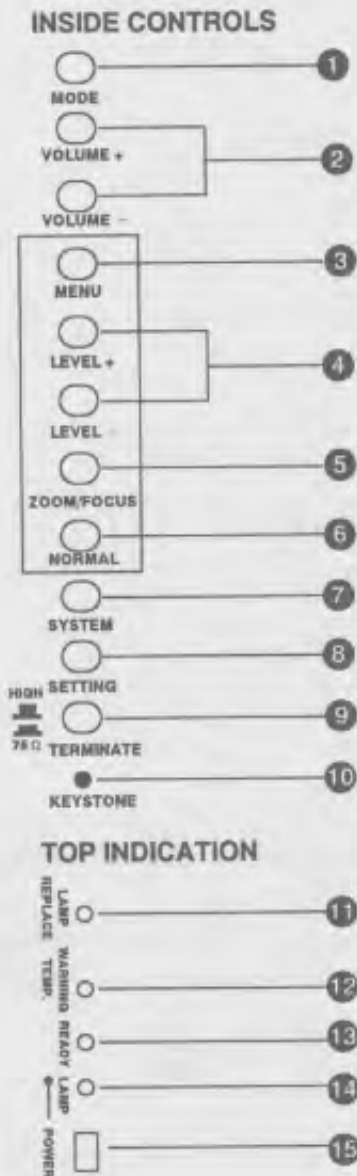 INSIDE CONTROLS
1
MODE
VOLUME +
2
VOLUME -
3
MENU
LEVEL +
4
LEVEL -
5
ZOOM/FOCUS
6
NORMAL
7
SYSTEM
8
SETTING
HIGH
9
75 Ω TERMINATE
10
KEYSTONE
TOP INDICATION
LAMP
REPLACE
11
WARNING
TEMP.
12
READY
13
LAMP
14
POWER
15